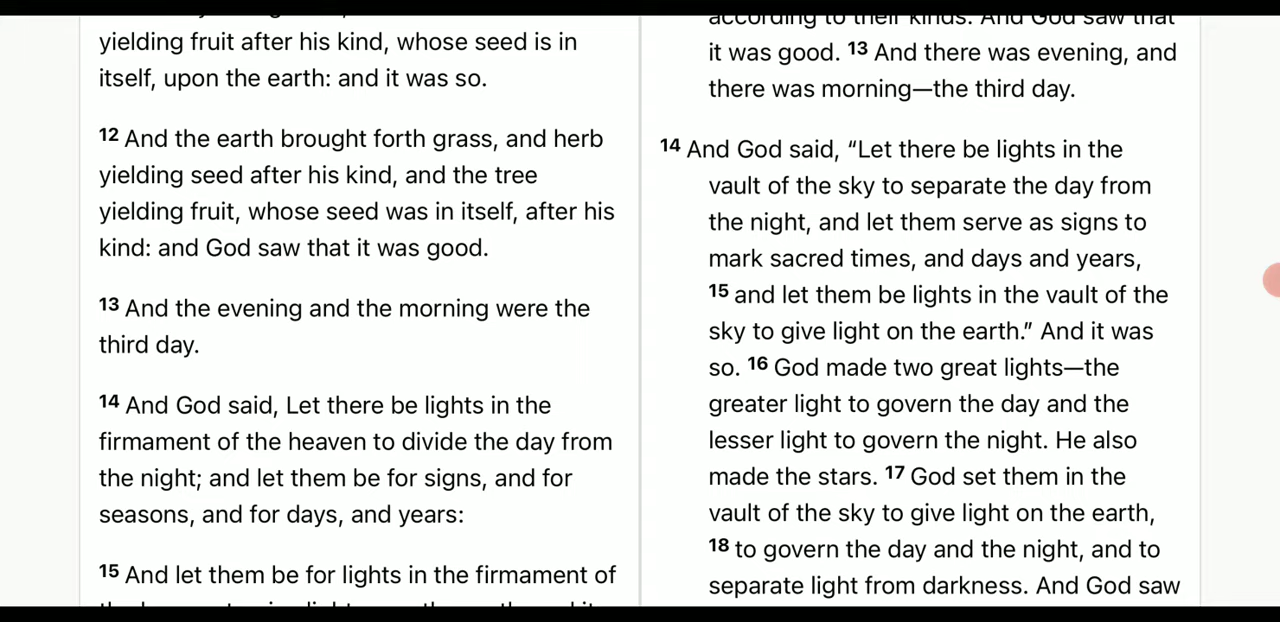 yielding fruit after his kind, whose seed is in
itself, upon the earth: and it was so.
12 And the earth brought forth grass, and herb
yielding seed after his kind, and the tree
yielding fruit, whose seed was in itself, after his
kind: and God saw that it was good.
13 And the evening and the morning were the
third day.
14 And God said, Let there be lights in the
firmament of the heaven to divide the day from
the night; and let them be for signs, and for
seasons, and for days, and years:
15 And let them be for lights in the firmament of
according to their kinds. And God saw that
it was good. 13 And there was evening, and
there was morning—the third day.
14 And God said, “Let there be lights in the
vault of the sky to separate the day from
the night, and let them serve as signs to
mark sacred times, and days and years,
15 and let them be lights in the vault of the
sky to give light on the earth.” And it was
so. 16 God made two great lights—the
greater light to govern the day and the
lesser light to govern the night. He also
made the stars. 17 God set them in the
vault of the sky to give light on the earth,
18 to govern the day and the night, and to
separate light from darkness. And God saw